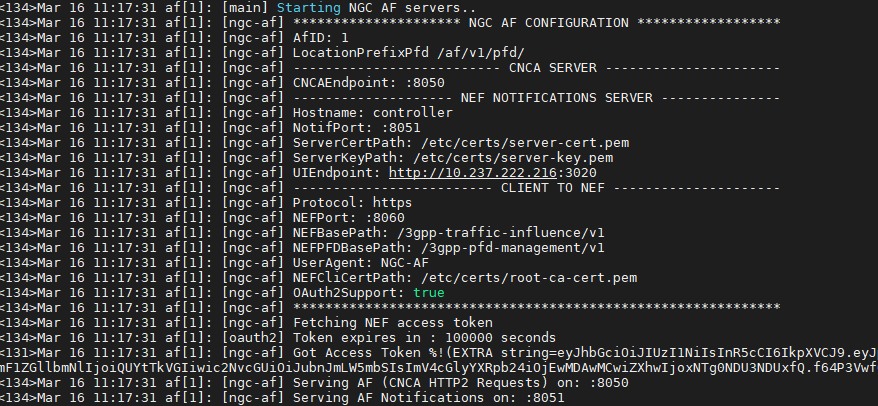 <134>Mar 16 11:17:31 af[1]: [main] Starting NGC AF servers..
<134>Mar 16 11:17:31 af[1]: [ngc-af] ********************* NGC AF CONFIGURATION ******************
<134>Mar 16 11:17:31 af[1]: [ngc-af] AfID: 1
<134>Mar 16 11:17:31 af[1]: [ngc-af] LocationPrefixPfd /af/v1/pfd/
<134>Mar 16 11:17:31 af[1]: [ngc-af] -------------------------- CNCA SERVER ----------------------
<134>Mar 16 11:17:31 af[1]: [ngc-af] CNCAEndpoint: :8050
<134>Mar 16 11:17:31 af[1]: [ngc-af] -------------------- NEF NOTIFICATIONS SERVER ---------------
<134>Mar 16 11:17:31 af[1]: [ngc-af] Hostname: controller
<134>Mar 16 11:17:31 af[1]: [ngc-af] NotifPort: :8051
<134>Mar 16 11:17:31 af[1]: [ngc-af] ServerCertPath: /etc/certs/server-cert.pem
<134>Mar 16 11:17:31 af[1]: [ngc-af] ServerKeyPath: /etc/certs/server-key.pem
<134>Mar 16 11:17:31 af[1]: [ngc-af] UIEndpoint: http://10.237.222.216:3020
<134>Mar 16 11:17:31 af[1]: [ngc-af] ------------------------- CLIENT TO NEF ---------------------
<134>Mar 16 11:17:31 af[1]: [ngc-af] Protocol: https
<134>Mar 16 11:17:31 af[1]: [ngc-af] NEFPort: :8060
<134>Mar 16 11:17:31 af[1]: [ngc-af] NEFBasePath: /3gpp-traffic-influence/v1
<134>Mar 16 11:17:31 af[1]: [ngc-af] NEFPFDBasePath: /3gpp-pfd-management/v1
<134>Mar 16 11:17:31 af[1]: [ngc-af] UserAgent: NGC-AF
<134>Mar 16 11:17:31 af[1]: [ngc-af] NEFCliCertPath: /etc/certs/root-ca-cert.pem
<134>Mar 16 11:17:31 af[1]: [ngc-af] OAuth2Support: true
<134>Mar 16 11:17:31 af[1]: [ngc-af] *************************************************************
<134>Mar 16 11:17:31 af[1]: [ngc-af] Fetching NEF access token
<134>Mar 16 11:17:31 af[1]: [oauth2] Token expires in : 100000 seconds
<131>Mar 16 11:17:31 af[1]: [ngc-af] Got Access Token %!(EXTRA string=eyJhbGciOiJIUzI1NiIsInR5cCI6IkpXVCJ9.eyJ
mF1ZGllbmNlIjoiQUYtTkVGIiwic2NvcGUiOiJubnJmLW5mbSIsImV4cGlyYXRpb24iOjEwMDAwMCwiZXhwIjoxNTg0NDU3NDUxfQ.f64P3Vwf
<134>Mar 16 11:17:31 af[1]: [ngc-af] Serving AF (CNCA HTTP2 Requests) on: :8050
<134>Mar 16 11:17:31 af[1]: [ngc-af] Serving AF Notifications on: :8051